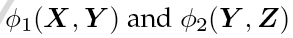 ϕ₁(X, Y) and ϕ₂(Y, Z)